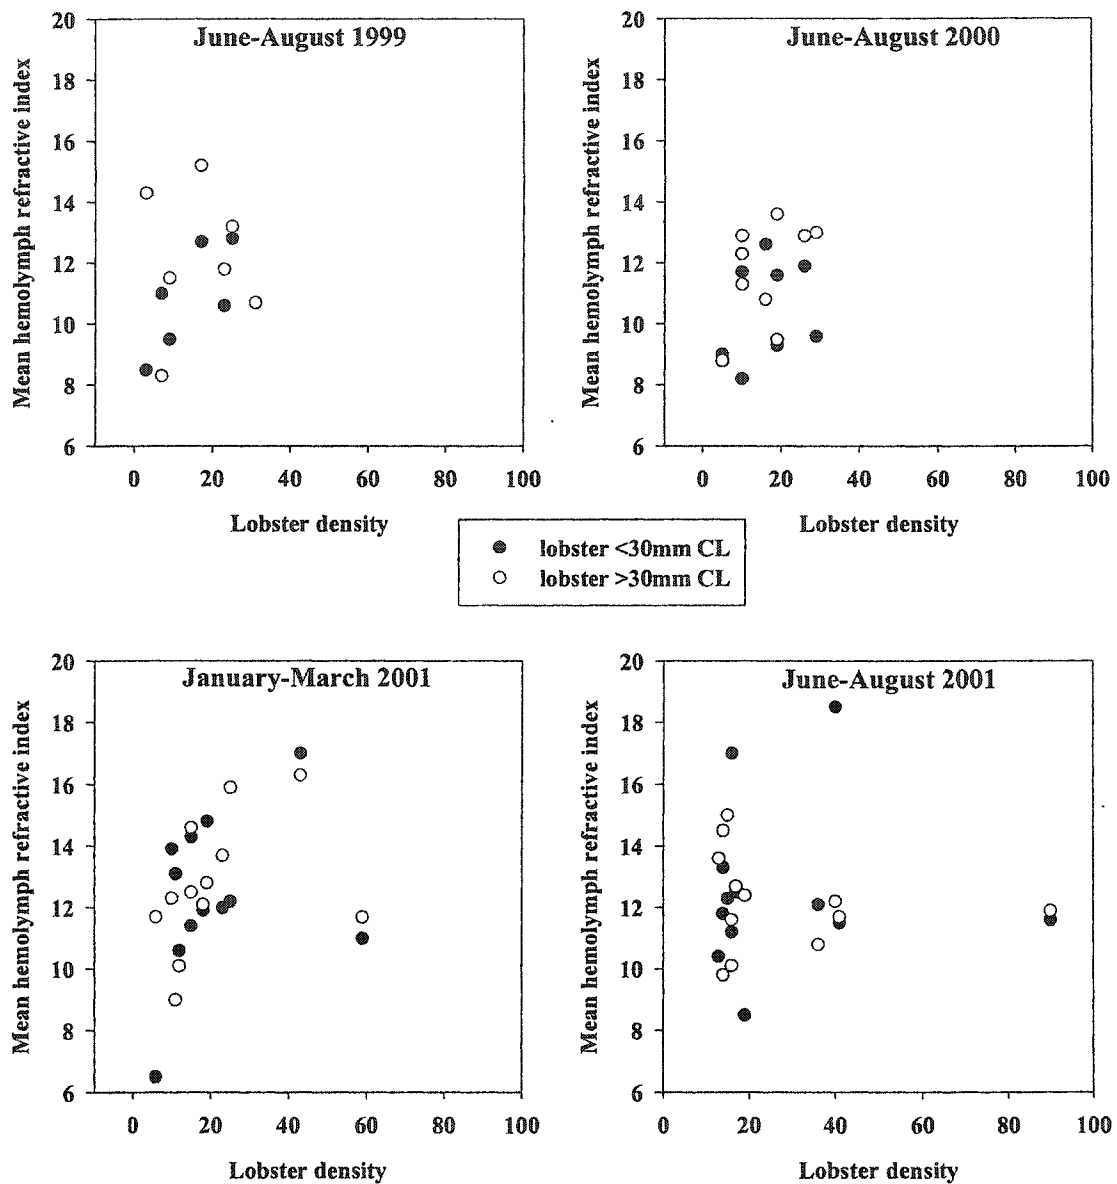 June-August 1999
Mean hemolymph refractive index
20
18
16
14
12
10
8
6
0 20 40 60 80 100
Lobster density
June-August 2000
Mean hemolymph refractive index
20
18
16
14
12
10
8
6
0 20 40 60 80 100
Lobster density
lobster <30mm CL
lobster >30mm CL
January-March 2001
Mean hemolymph refractive index
20
18
16
14
12
10
8
6
0 20 40 60 80 100
Lobster density
June-August 2001
Mean hemolymph refractive index
20
18
16
14
12
10
8
6
0 20 40 60 80 100
Lobster density